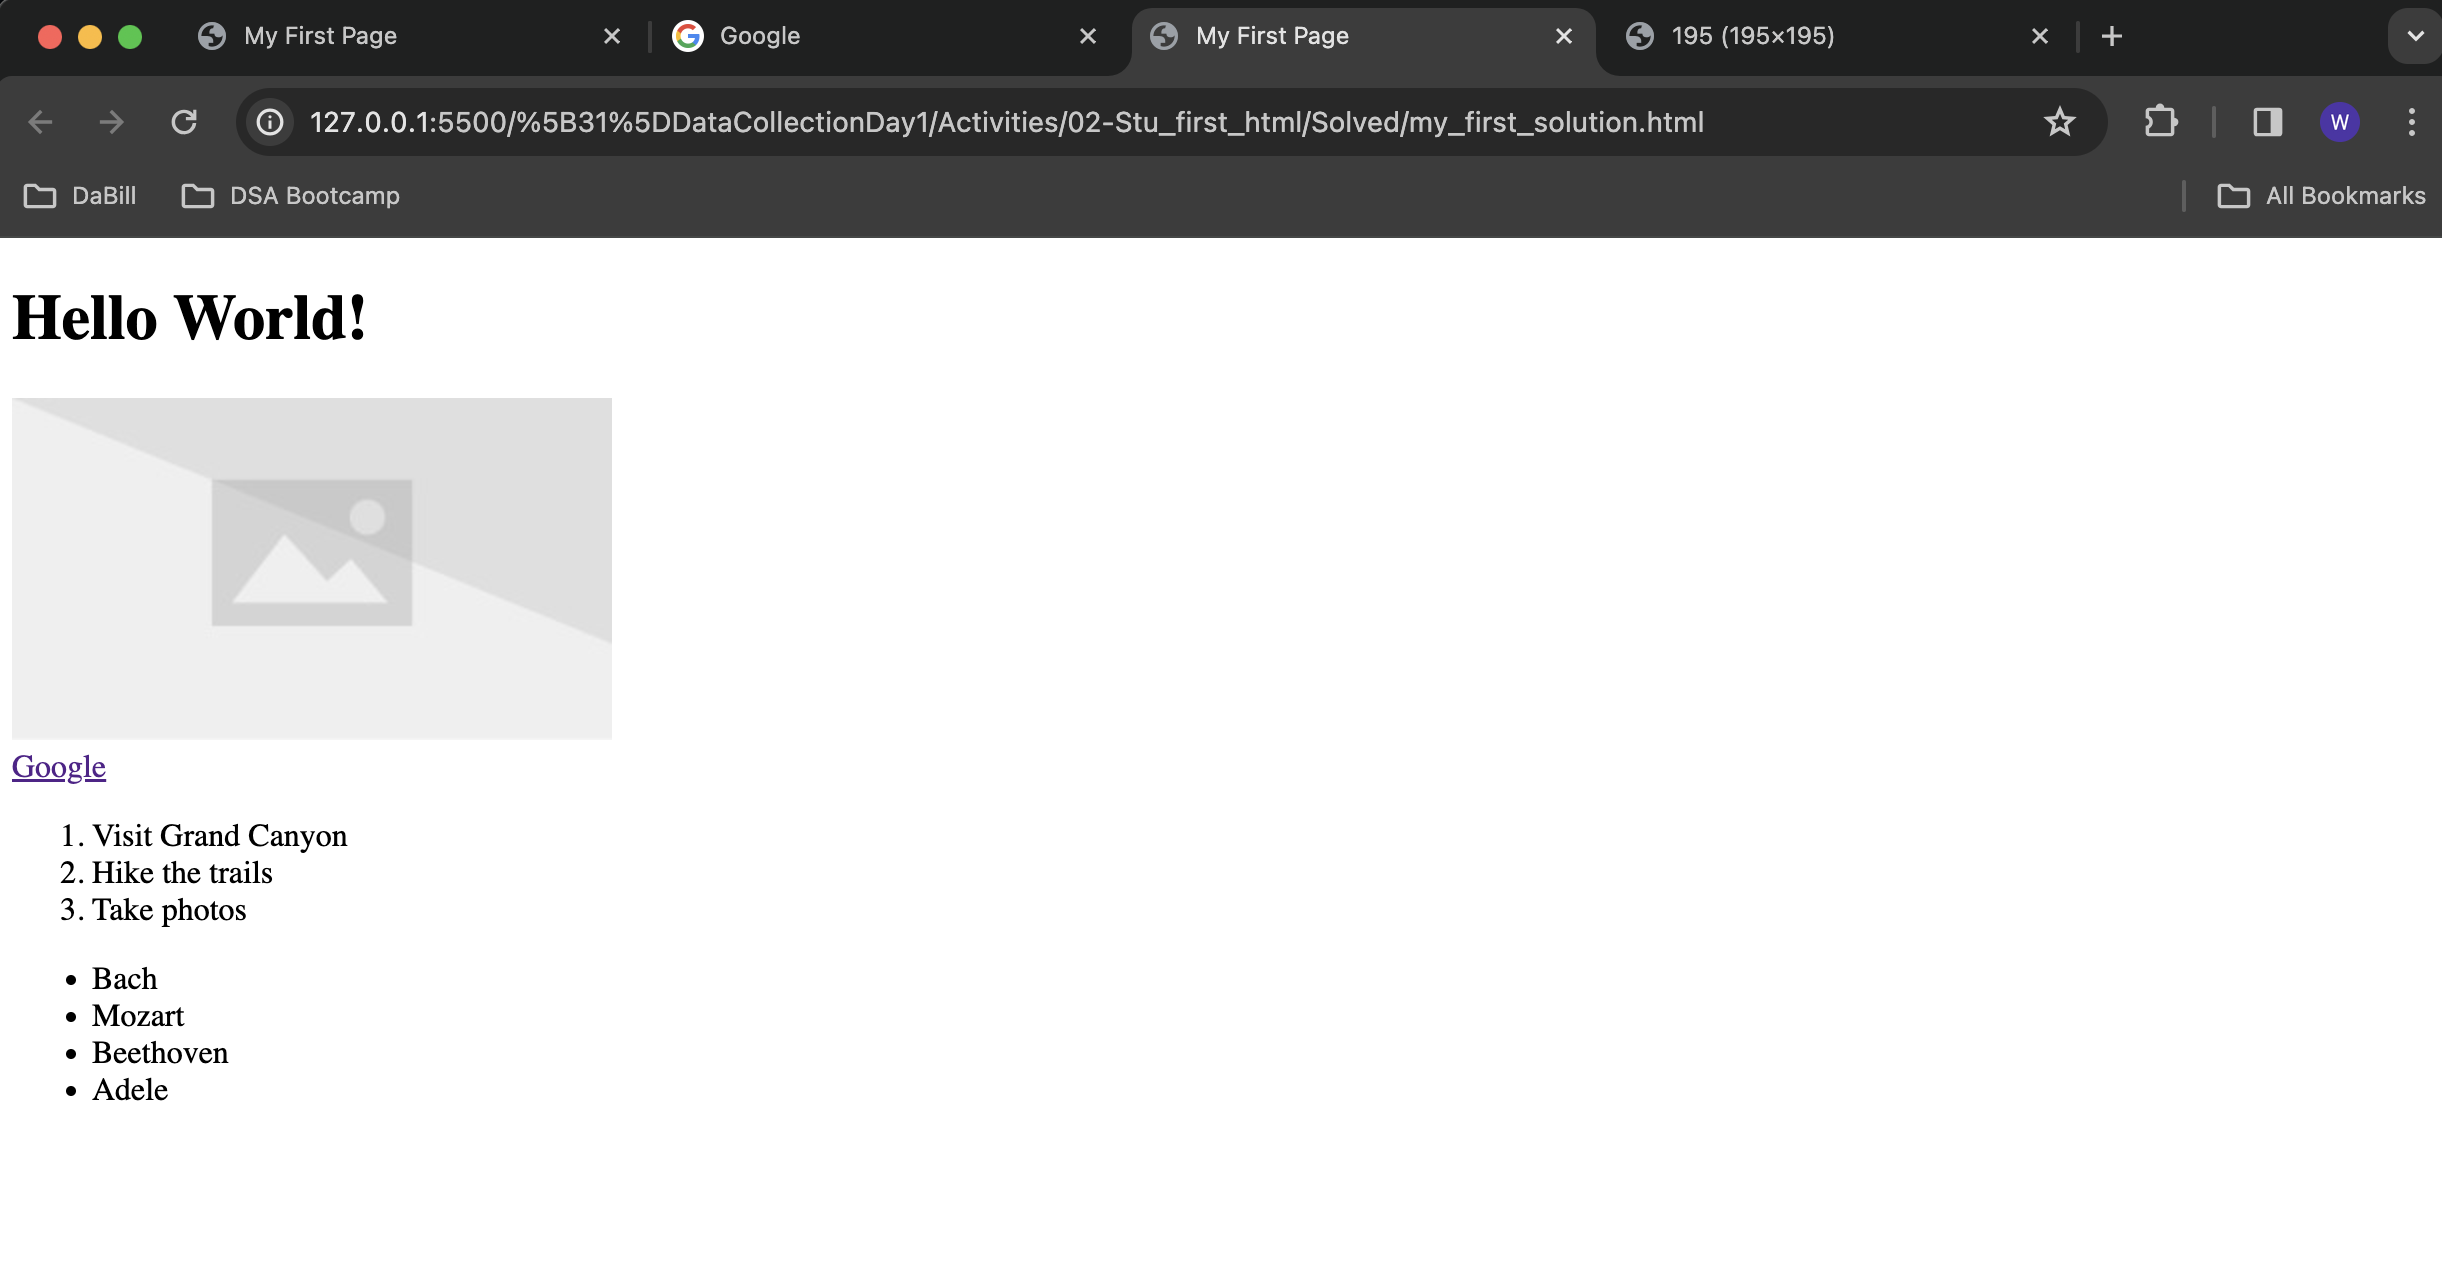 My First Page
Google
My First Page
195 (195×195)
127.0.0.1:5500/%5B31%5DDataCollectionDay1/Activities/02-Stu_first_html/Solved/my_first_solution.html
W
DaBill
DSA Bootcamp
All Bookmarks
Hello World!
Google
1. Visit Grand Canyon
2. Hike the trails
3. Take photos
• Bach
• Mozart
• Beethoven
• Adele